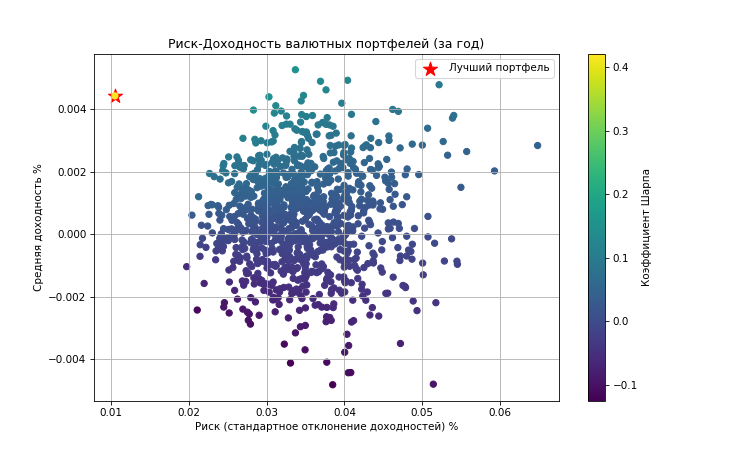 Риск-Доходность валютных портфелей (за год)
Лучший портфель
0.004
0.002
0.000
−0.002
−0.004
Средняя доходность %
0.01 0.02 0.03 0.04 0.05 0.06
Риск (стандартное отклонение доходностей) %
0.4
0.3
0.2
0.1
0.0
−0.1
Коэффициент Шарпа